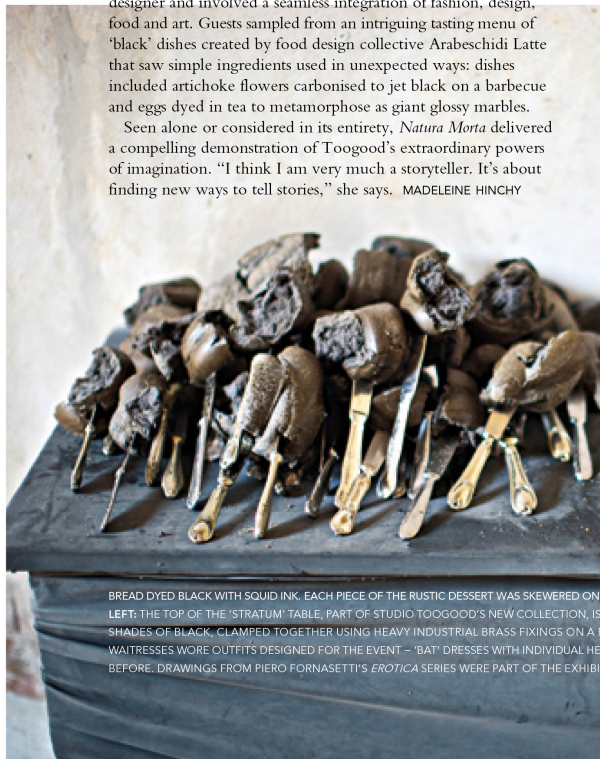 designer and involved a seamless integration of fashion, design,
food and art. Guests sampled from an intriguing tasting menu of
‘black’ dishes created by food design collective Arabeschidi Latte
that saw simple ingredients used in unexpected ways: dishes
included artichoke flowers carbonised to jet black on a barbecue
and eggs dyed in tea to metamorphose as giant glossy marbles.
Seen alone or considered in its entirety, Natura Morta delivered
a compelling demonstration of Toogood’s extraordinary powers
of imagination. “I think I am very much a storyteller. It’s about
finding new ways to tell stories,” she says. MADELEINE HINCHY
BREAD DYED BLACK WITH SQUID INK. EACH PIECE OF THE RUSTIC DESSERT WAS SKEWERED ON
LEFT: THE TOP OF THE ‘STRATUM’ TABLE, PART OF STUDIO TOOGOOD’S NEW COLLECTION, IS
SHADES OF BLACK, CLAMPED TOGETHER USING HEAVY INDUSTRIAL BRASS FIXINGS ON A
WAITRESSES WORE OUTFITS DESIGNED FOR THE EVENT – ‘BAT’ DRESSES WITH INDIVIDUAL HE
BEFORE. DRAWINGS FROM PIERO FORNASETTI’S EROTICA SERIES WERE PART OF THE EXHIBI